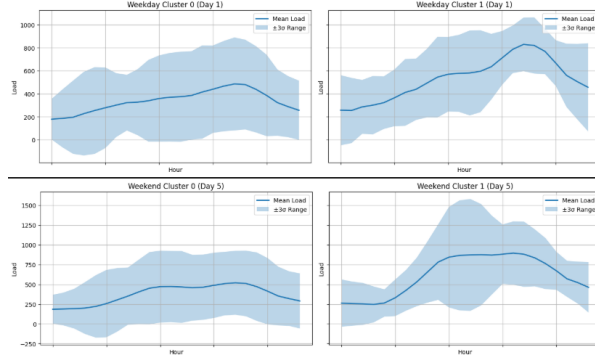 Weekday Cluster 0 (Day 1)
Mean Load
±3σ Range
1000
800
600
400
200
0
Load
Hour
Weekday Cluster 1 (Day 1)
Mean Load
±3σ Range
1000
800
600
400
200
0
Load
Hour
Weekend Cluster 0 (Day 5)
Mean Load
±3σ Range
1500
1250
1000
750
500
250
0
−250
Load
Hour
Weekend Cluster 1 (Day 5)
Mean Load
±3σ Range
1500
1250
1000
750
500
250
0
−250
Load
Hour